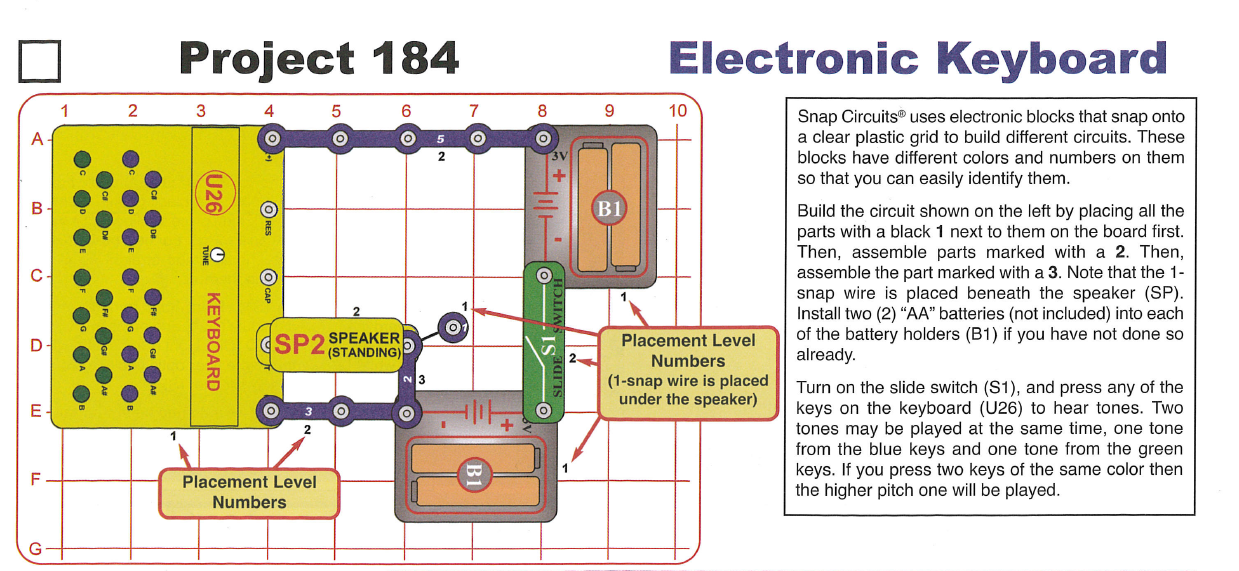 Project 184
Electronic Keyboard
1 2 3 4 5 6 7 8 9 10
A
B
C
D
E
F
G
C
C#
D
D#
E
F
F#
G
G#
A
A#
B
C
C#
D
D#
E
F
F#
G
G#
A
A#
B
U26
TUNE
KEYBOARD
+
RES
CAP
5
2
3V
+
-
B1
1
2
SP2 SPEAKER
(STANDING)
1
1
2
3
3
2
S1
SLIDE SWITCH
2
- +
B1
1
1
Placement Level
Numbers
Placement Level
Numbers
(1-snap wire is placed
under the speaker)
Snap Circuits® uses electronic blocks that snap onto
a clear plastic grid to build different circuits. These
blocks have different colors and numbers on them
so that you can easily identify them.
Build the circuit shown on the left by placing all the
parts with a black 1 next to them on the board first.
Then, assemble parts marked with a 2. Then,
assemble the part marked with a 3. Note that the 1-
snap wire is placed beneath the speaker (SP).
Install two (2) “AA” batteries (not included) into each
of the battery holders (B1) if you have not done so
already.
Turn on the slide switch (S1), and press any of the
keys on the keyboard (U26) to hear tones. Two
tones may be played at the same time, one tone
from the blue keys and one tone from the green
keys. If you press two keys of the same color then
the higher pitch one will be played.